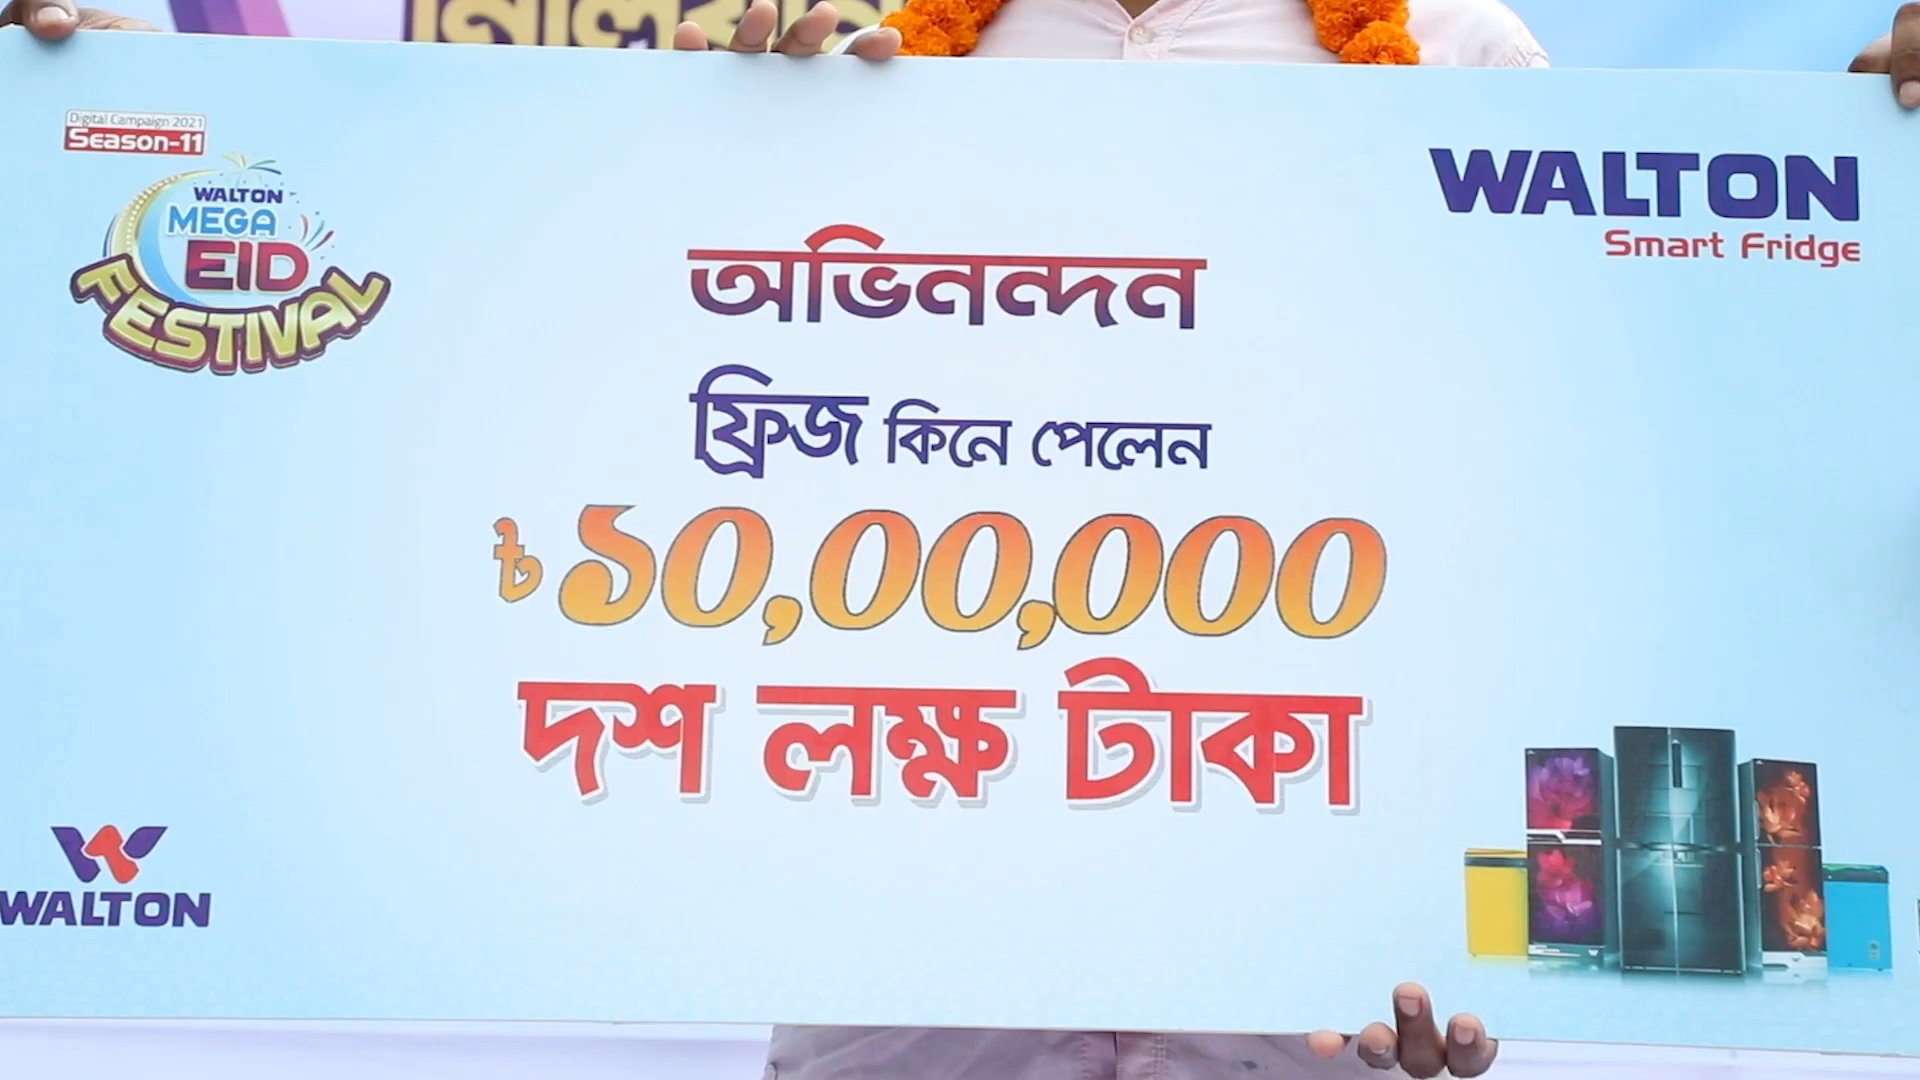 মিলিয়ন
Digital Campaign 2021
Season-11
WALTON
MEGA
EID
FESTIVAL
WALTON
Smart Fridge
অভিনন্দন
ফ্রিজ কিনে পেলেন
৳ ১০,০০,০০০
দশ লক্ষ টাকা
WALTON